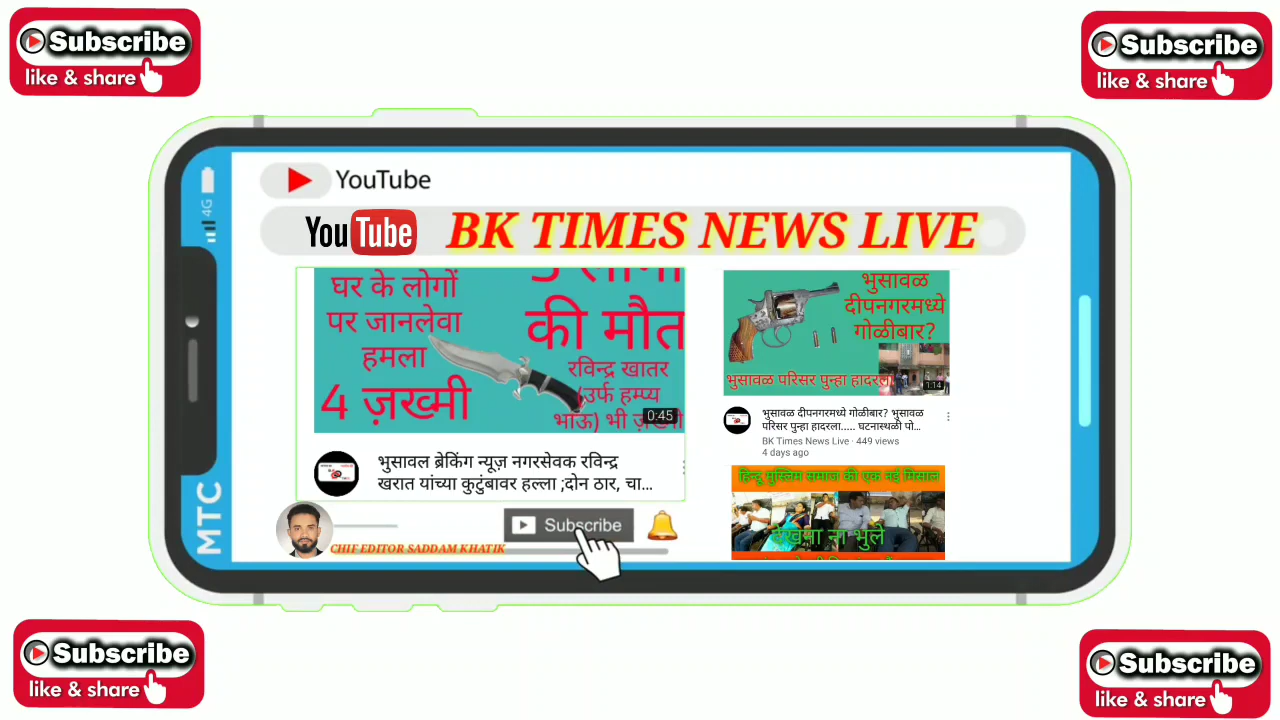 Subscribe
like & share
Subscribe
like & share
4G
MTC
YouTube
YouTube
BK TIMES NEWS LIVE
घर के लोगों
पर जानलेवा
हमला
4 ज़ख्मी
की मौत
रविन्द्र खातर
(उर्फ हम्प्य
भाऊ) भी
0:45
भुसावल ब्रेकिंग न्यूज़ नगरसेवक रविन्द्र
खरात यांच्या कुटुंबावर हल्ला ;दोन ठार, चा...
CHIF EDITOR SADDAM KHATIK
Subscribe
भुसावळ
दीपनगरमध्ये
गोळीबार?
भुसावळ परिसर पुन्हा हादरला
1:14
भुसावळ दीपनगरमध्ये गोळीबार? भुसावळ
परिसर पुन्हा हादरला..... घटनास्थळी पो...
BK Times News Live · 449 views
4 days ago
हिन्दू मुस्लिम समाज की एक नई मिसाल
देखना ना भुले
Subscribe
like & share
Subscribe
like & share